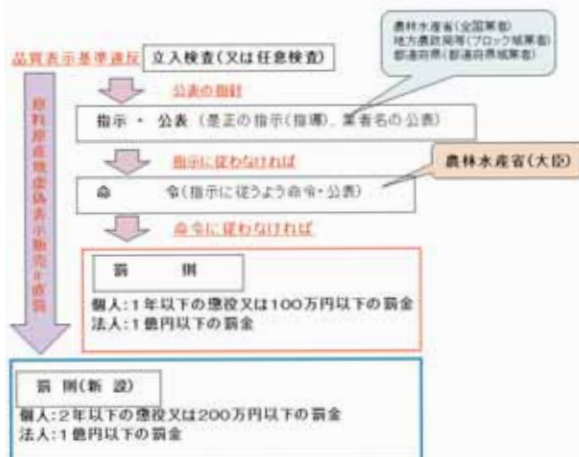 農林水産省(全国業者)
地方農政局等(ブロック域業者)
都道府県(都道府県域業者)
品質表示基準違反
立入検査(又は任意検査)
公表の指針
指示・公表(是正の指示(指導)、業者名の公表)
指示に従わなければ
農林水産省(大臣)
命 令(指示に従うよう命令・公表)
命令に従わなければ
原料原産地虚偽表示販売=直罰
罰 則
個人:1年以下の懲役又は100万円以下の罰金
法人:1億円以下の罰金
罰 則(新 設)
個人:2年以下の懲役又は200万円以下の罰金
法人:1億円以下の罰金